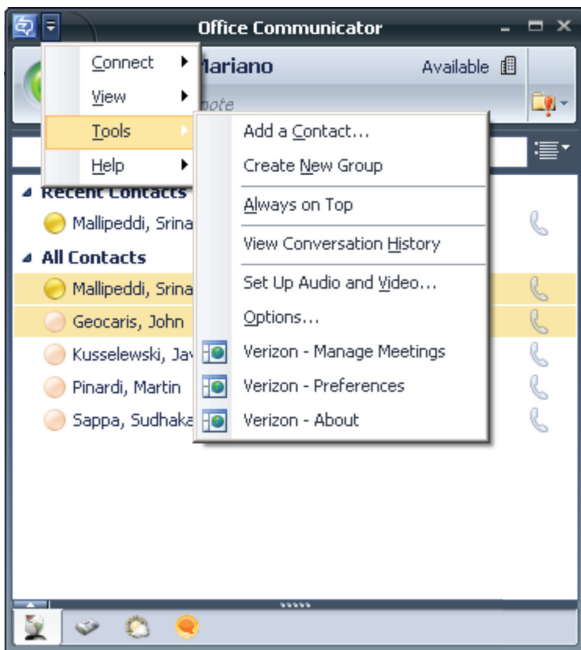 Office Communicator
Connect
Mariano
Available
View
note
Tools
Help
Add a Contact...
Create New Group
Always on Top
View Conversation History
Set Up Audio and Video...
Options...
Verizon - Manage Meetings
Verizon - Preferences
Verizon - About
Recent Contacts
Mallipeddi, Srina
All Contacts
Mallipeddi, Srina
Geocaris, John
Kusselewski, Jav
Pinardi, Martin
Sappa, Sudhaka